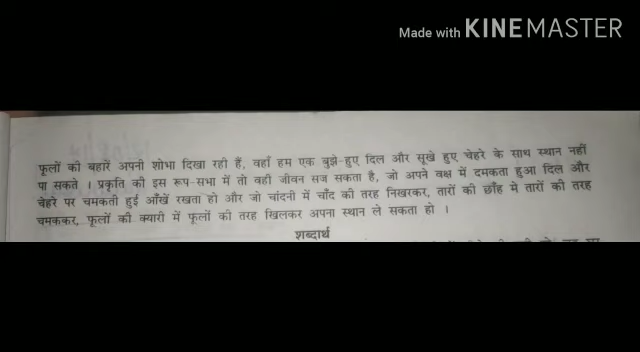 Made with KINEMASTER
फूलों की बहारें अपनी शोभा दिखा रही हैं, वहाँ हम एक बुझे-हुए दिल और सूखे हुए चेहरे के साथ स्थान नहीं
पा सकते । प्रकृति की इस रूप-सभा में तो वही जीवन सज सकता है, जो अपने वक्ष में दमकता हुआ दिल और
चेहरे पर चमकती हुई आँखें रखता हो और जो चांदनी में चाँद की तरह निखरकर, तारों की छाँह मे तारों की तरह
चमककर, फूलों की क्यारी में फूलों की तरह खिलकर अपना स्थान ले सकता हो ।
शब्दार्थ